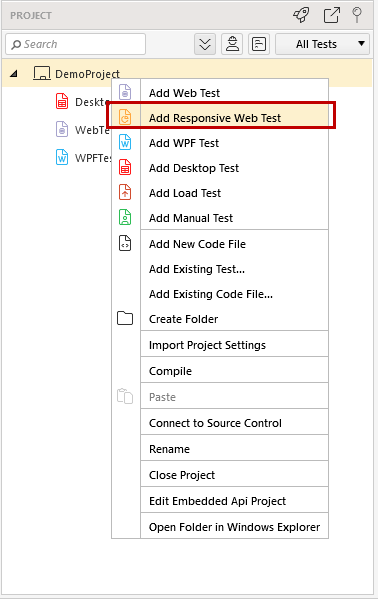 PROJECT
Search
All Tests
DemoProject
Add Web Test
Add Responsive Web Test
Add WPF Test
Add Desktop Test
Add Load Test
Add Manual Test
Add New Code File
Add Existing Test...
Add Existing Code File...
Create Folder
Import Project Settings
Compile
Paste
Connect to Source Control
Rename
Close Project
Edit Embedded Api Project
Open Folder in Windows Explorer
Deskto
WebTe
WPFTes